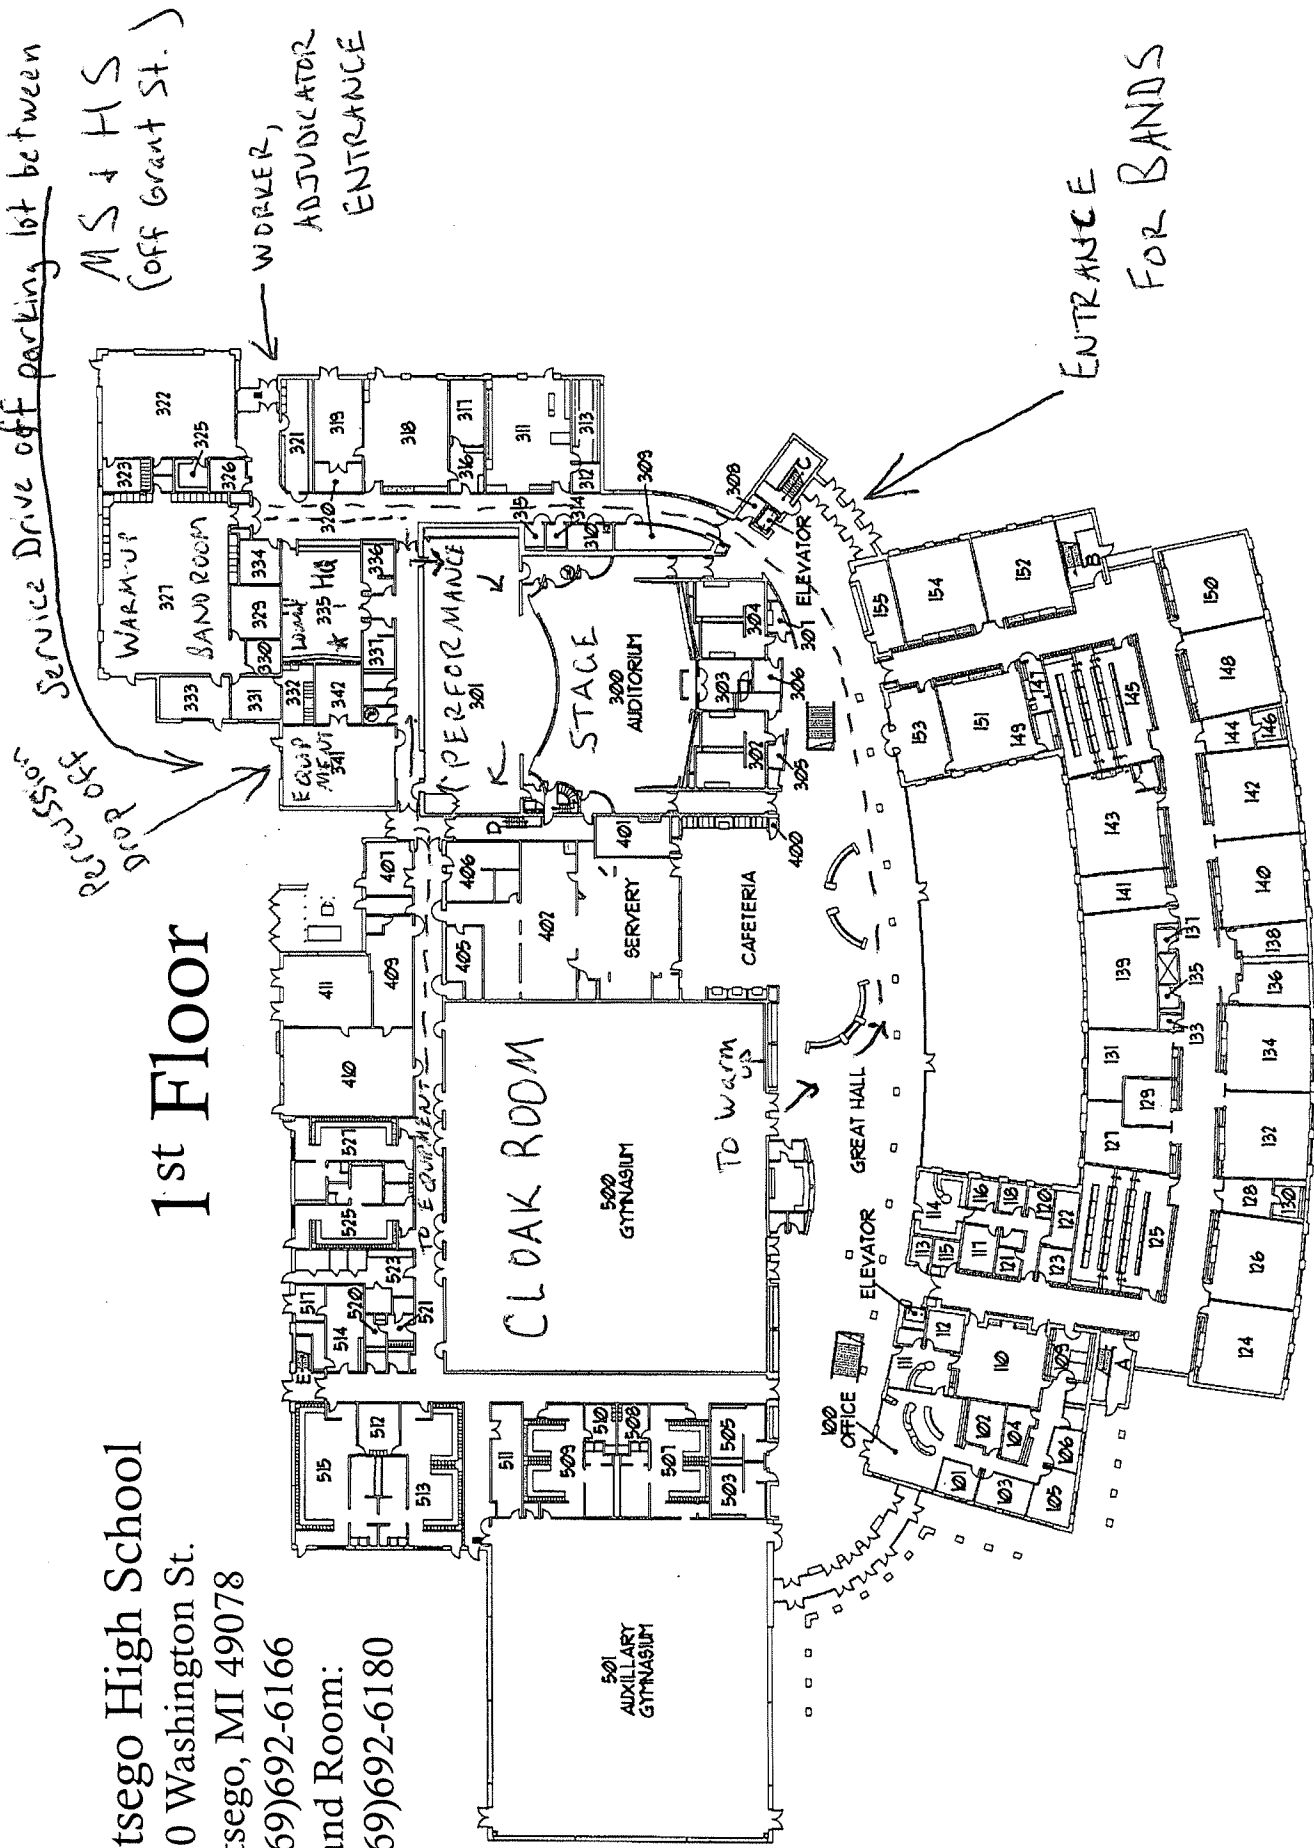 1st Floor
tsego High School
0 Washington St.
tsego, MI 49078
69)692-6166
and Room:
69)692-6180
Service Drive off parking lot between
MS & HS
(off Grant St.)
Percussion
Drop off
WORKER,
ADJUDICATOR
ENTRANCE
ENTRANCE
FOR BANDS
WARM-UP
327
BANDROOM
322
323
325
326
321
319
320
318
317
316
311
313
312
333
331
330
329
334
332
342
335 HQ
336
337
EQUIP
MENT
341
PERFORMANCE
301
STAGE
300
AUDITORIUM
315
314
310
309
308
C
ELEVATOR
307
304
303
306
302
305
D
401
400
407
406
405
402
SERVERY
CAFETERIA
411
409
410
TO EQUIPMENT
CLOAK ROOM
500
GYMNASIUM
To Warm
up
GREAT HALL
527
525
523
521
520
517
514
E
515
512
513
511
510
509
508
507
505
503
501
AUXILLARY
GYMNASIUM
ELEVATOR
100
OFFICE
101
102
103
104
105
106
109
110
111
112
113
114
115
116
117
118
120
121
122
123
A
124
125
126
127
128
129
130
131
132
133
134
135
136
137
138
139
140
141
142
143
144
145
146
147
148
149
150
151
152
153
154
155
B